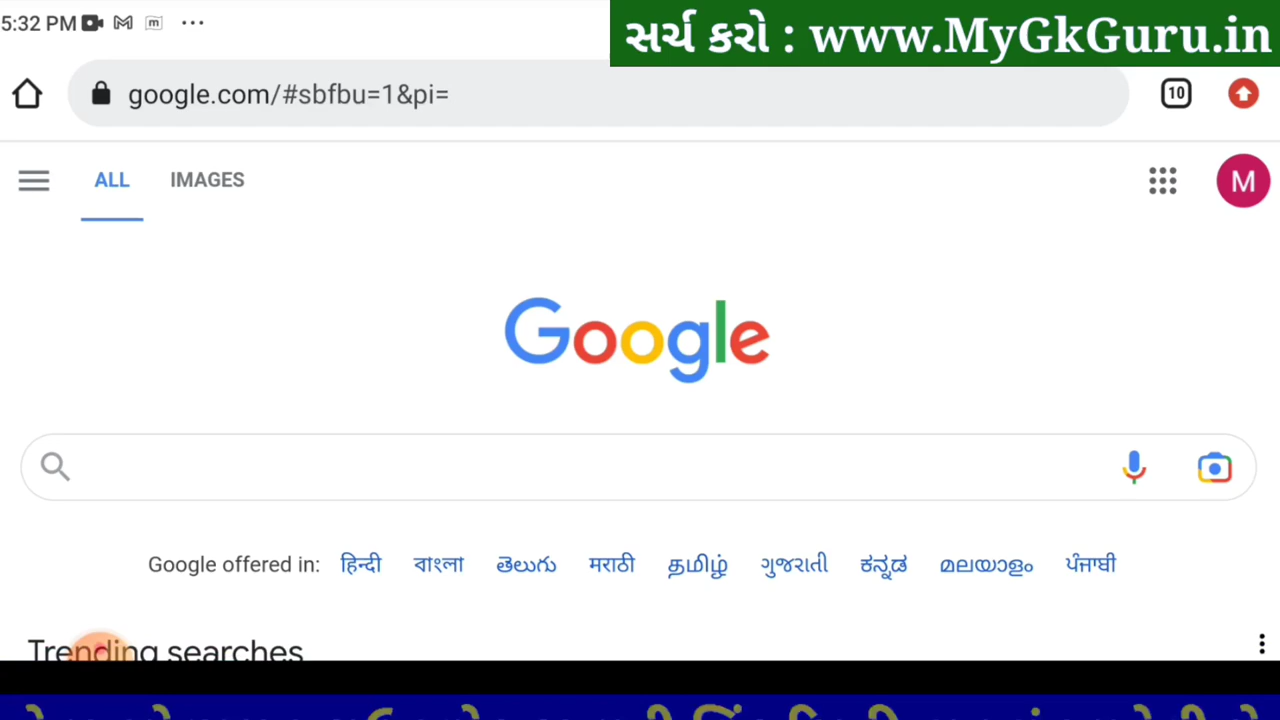 5:32 PM
સર્ચ કરો : www.MyGkGuru.in
google.com/#sbfbu=1&pi=
10
ALL IMAGES
M
Google
Google offered in: हिन्दी বাংলা తెలుగు मराठी தமிழ் ગુજરાતી ಕನ್ನಡ മലയാളം ਪੰਜਾਬੀ
Trending searches